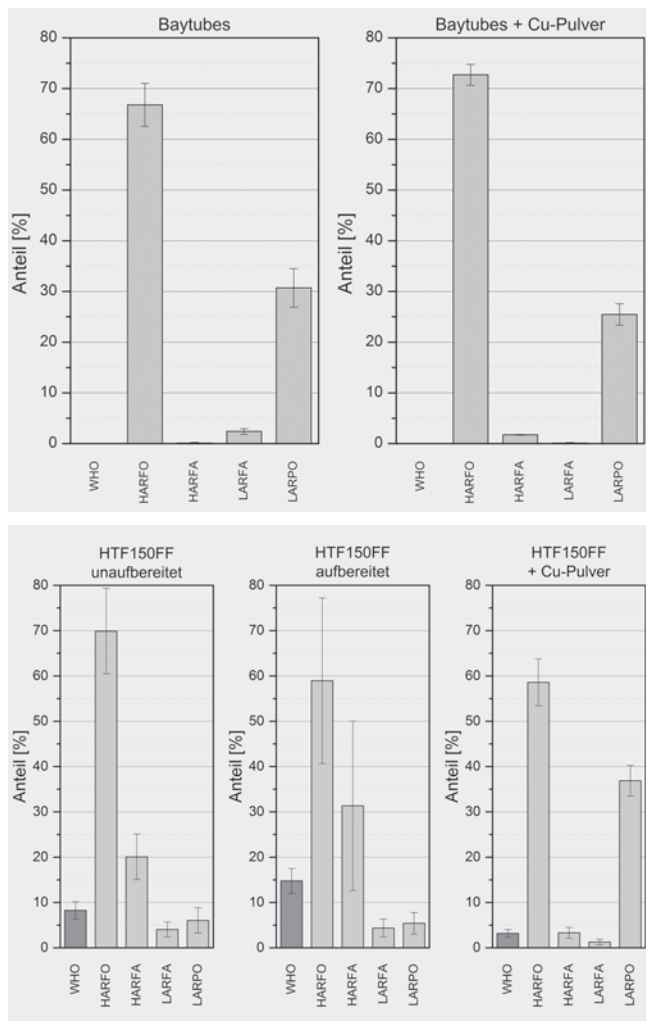 Baytubes
Anteil [%]
80
70
60
50
40
30
20
10
0
WHO
HARFO
HARFA
LARFA
LARPO
Baytubes + Cu-Pulver
Anteil [%]
80
70
60
50
40
30
20
10
0
WHO
HARFO
HARFA
LARFA
LARPO
HTF150FF
unaufbereitet
Anteil [%]
80
70
60
50
40
30
20
10
0
WHO
HARFO
HARFA
LARFA
LARPO
HTF150FF
aufbereitet
Anteil [%]
80
70
60
50
40
30
20
10
0
WHO
HARFO
HARFA
LARFA
LARPO
HTF150FF
+ Cu-Pulver
Anteil [%]
80
70
60
50
40
30
20
10
0
WHO
HARFO
HARFA
LARFA
LARPO